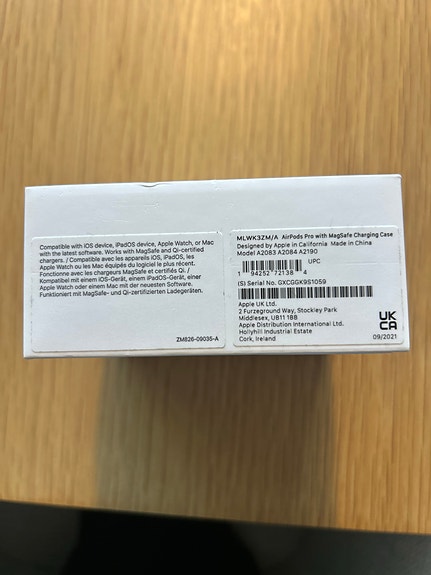 Compatible with iOS device, iPadOS device, Apple Watch, or Mac
with the latest software. Works with MagSafe and Qi-certified
chargers. / Compatible avec les appareils iOS, iPadOS, les
Apple Watch ou les Mac équipés du logiciel le plus récent.
Fonctionne avec les chargeurs MagSafe et certifiés Qi. /
Kompatibel mit einem iOS-Gerät, einem iPadOS-Gerät, einer
Apple Watch oder einem Mac mit der neuesten Software.
Funktioniert mit MagSafe- und Qi-zertifizierten Ladegeräten.
ZM826-09035-A
MLWK3ZM/A AirPods Pro with MagSafe Charging Case
Designed by Apple in California Made in China
Model A2083 A2084 A2190
UPC
1 94252 72138 4
(S) Serial No. GXCGGK9S1059
Apple UK Ltd.
2 Furzeground Way, Stockley Park
Middlesex, UB11 1BB
Apple Distribution International Ltd.
Hollyhill Industrial Estate
Cork, Ireland
UK
CA
09/2021